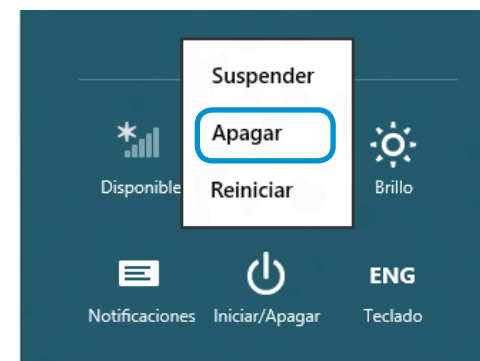 Suspender
Apagar
Reiniciar
Disponible
Brillo
ENG
Notificaciones
Iniciar/Apagar
Teclado